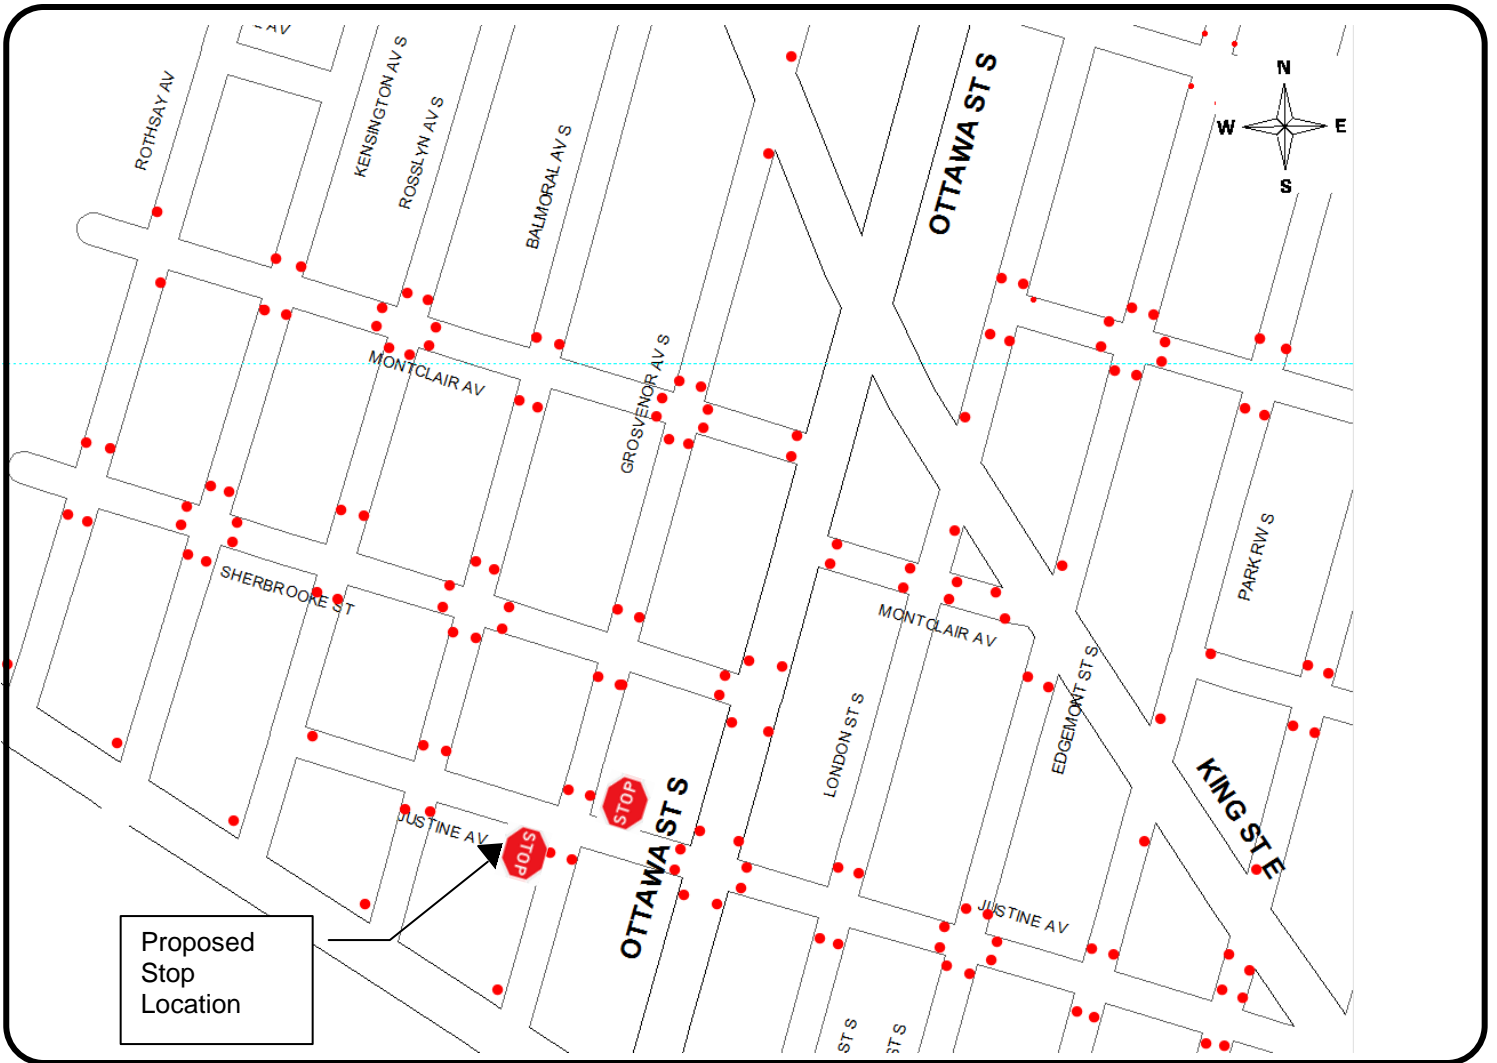 AV
ROTHSAY AV
KENSINGTON AV S
ROSSLYN AV S
BALMORAL AV S
OTTAWA ST S
N
W
E
S
MONTCLAIR AV
GROSVENOR AV S
SHERBROOKE ST
MONTCLAIR AV
PARK RW S
LONDON ST S
EDGEMONT ST S
KING ST E
JUSTINE AV
STOP
STOP
OTTAWA ST S
JUSTINE AV
Proposed
Stop
Location
ST S
ST S